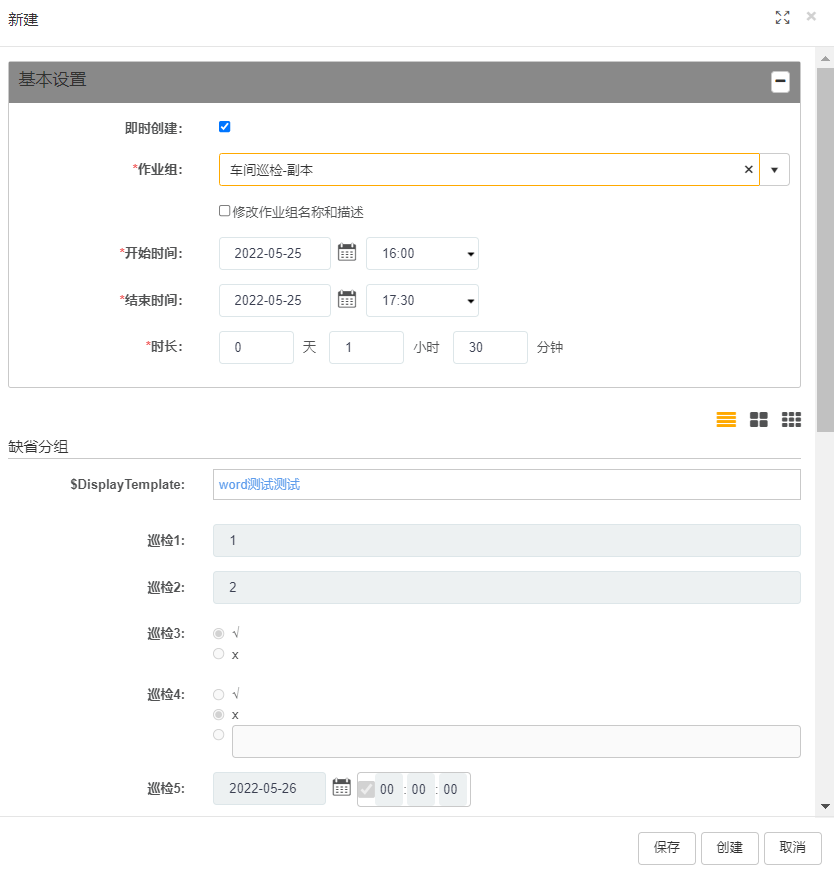 新建
基本设置
即时创建:
*作业组: 车间巡检-副本
修改作业组名称和描述
*开始时间: 2022-05-25 16:00
*结束时间: 2022-05-25 17:30
*时长: 0 天 1 小时 30 分钟
缺省分组
$DisplayTemplate: word测试测试
巡检1: 1
巡检2: 2
巡检3: √
x
巡检4: √
x
巡检5: 2022-05-26 00 : 00 : 00
保存 创建 取消